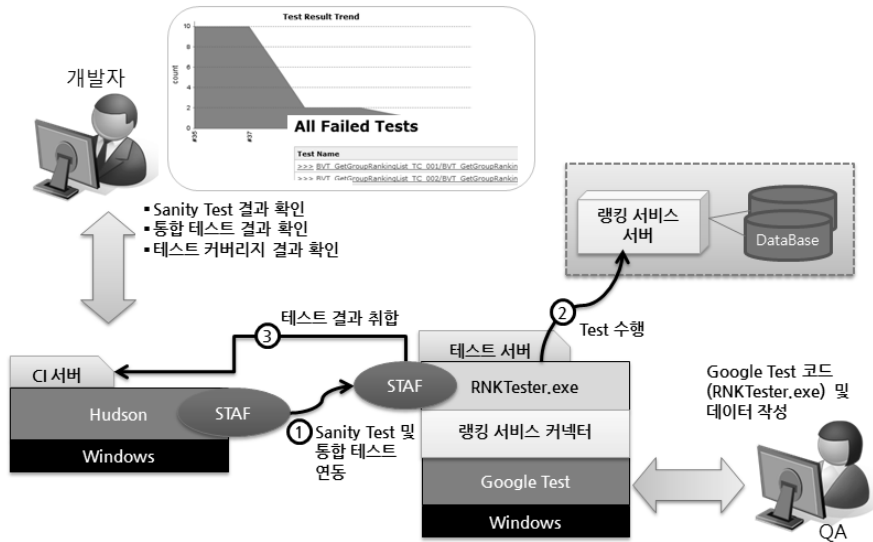 Test Result Trend
10
8
6
4
2
0
count
#35
#37
All Failed Tests
Test Name
>>> BVT_GetGroupRankingList_TC_001/BVT_GetGroupRankin
>>> BVT_GetGroupRankingList_TC_002/BVT_GetGroupRankin
개발자
▪ Sanity Test 결과 확인
▪ 통합 테스트 결과 확인
▪ 테스트 커버리지 결과 확인
랭킹 서비스
서버
DataBase
② Test 수행
③ 테스트 결과 취합
CI 서버
Hudson
STAF
Windows
① Sanity Test 및
통합 테스트
연동
테스트 서버
STAF
RNKTester.exe
랭킹 서비스 커넥터
Google Test
Windows
Google Test 코드
(RNKTester.exe) 및
데이터 작성
QA